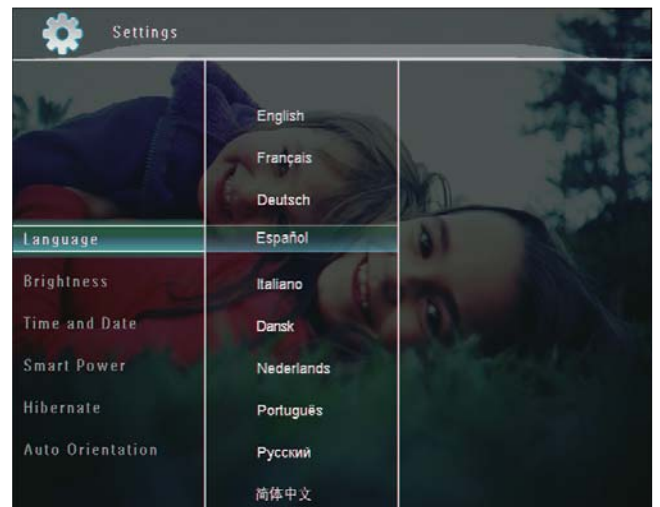 Settings
English
Français
Deutsch
Language
Español
Brightness
Italiano
Time and Date
Dansk
Smart Power
Nederlands
Hibernate
Portuguës
Auto Orientation
Русский
简体中文